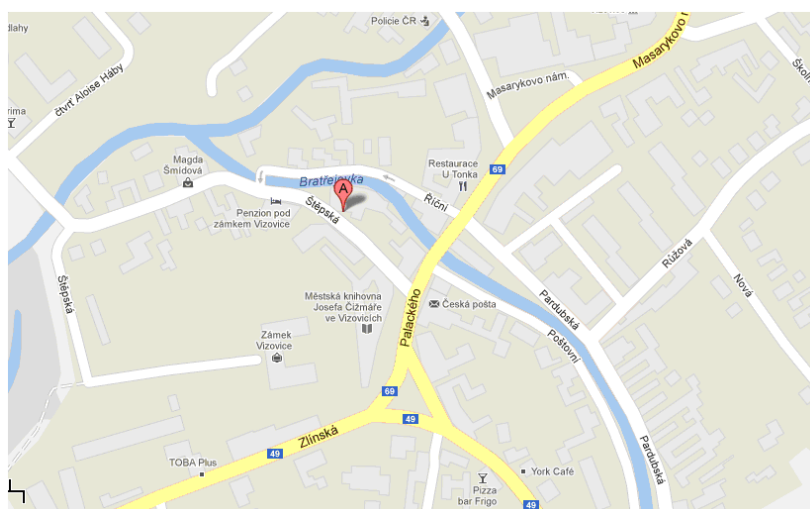 Policie ČR
Masarykovo n
dlahy
čtvrť Aloise Háby
Školn
Masarykovo nám.
rima
Magda
Šmídová
Restaurace
U Tonka
69
Bratřejovka
A
Říční
Penzion pod
zámkem Vizovice
Štěpská
Růžová
Štěpská
Nová
Městská knihovna
Josefa Čižmáře
ve Vizovicích
Česká pošta
Palackého
Pardubská
Poštovní
Zámek
Vizovice
69
49
Zlínská
49
Pardubská
TOBA Plus
York Café
Pizza
bar Frigo
49